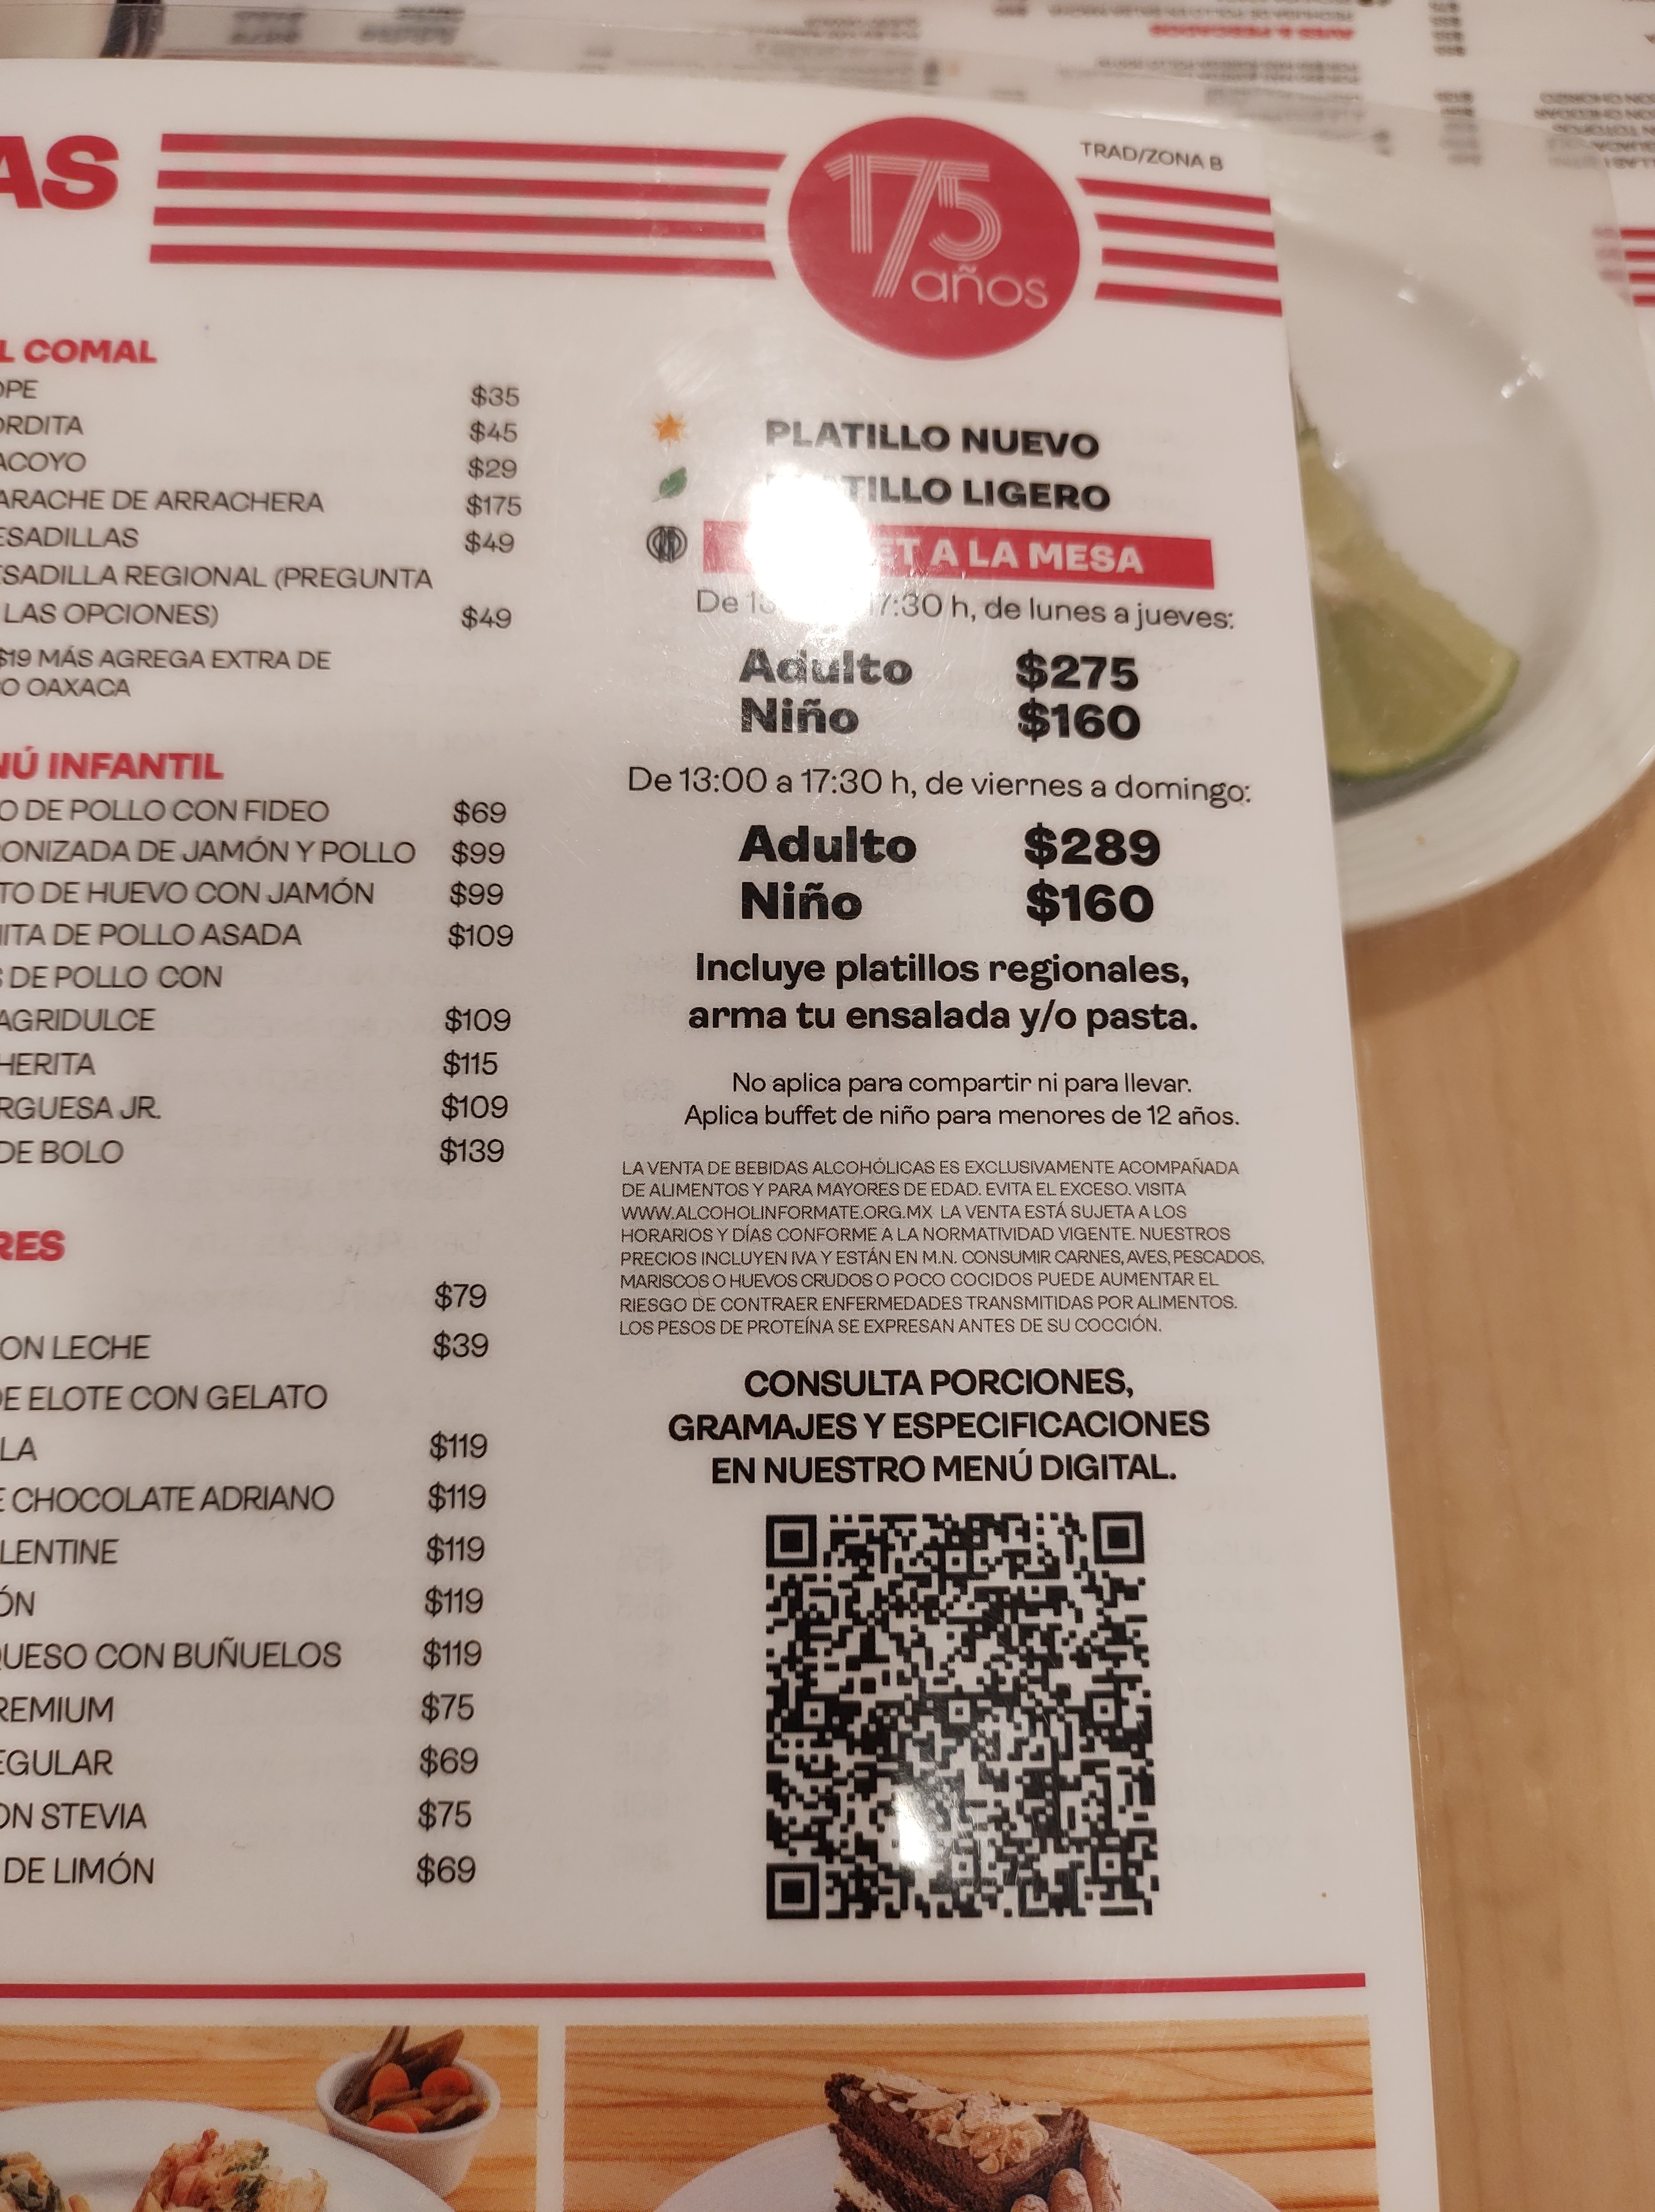 AS
175
años
TRAD/ZONA B
L COMAL
OPE $35
ORDITA $45
ACOYO $29
ARACHE DE ARRACHERA $175
ESADILLAS $49
ESADILLA REGIONAL (PREGUNTA
LAS OPCIONES) $49
$19 MÁS AGREGA EXTRA DE
O OAXACA
NÚ INFANTIL
O DE POLLO CON FIDEO $69
RONIZADA DE JAMÓN Y POLLO $99
TO DE HUEVO CON JAMÓN $99
ITA DE POLLO ASADA $109
S DE POLLO CON
AGRIDULCE $109
HERITA $115
RGUESA JR. $109
DE BOLO $139
RES
$79
ON LECHE $39
DE ELOTE CON GELATO
LLA $119
E CHOCOLATE ADRIANO $119
LENTINE $119
ÓN $119
QUESO CON BUÑUELOS $119
REMIUM $75
EGULAR $69
ON STEVIA $75
DE LIMÓN $69
PLATILLO NUEVO
PLATILLO LIGERO
ET A LA MESA
De 17:30 h, de lunes a jueves:
Adulto $275
Niño $160
De 13:00 a 17:30 h, de viernes a domingo:
Adulto $289
Niño $160
Incluye platillos regionales,
arma tu ensalada y/o pasta.
No aplica para compartir ni para llevar.
Aplica buffet de niño para menores de 12 años.
LA VENTA DE BEBIDAS ALCOHÓLICAS ES EXCLUSIVAMENTE ACOMPAÑADA
DE ALIMENTOS Y PARA MAYORES DE EDAD. EVITA EL EXCESO. VISITA
WWW.ALCOHOLINFORMATE.ORG.MX LA VENTA ESTÁ SUJETA A LOS
HORARIOS Y DÍAS CONFORME A LA NORMATIVIDAD VIGENTE. NUESTROS
PRECIOS INCLUYEN IVA Y ESTÁN EN M.N. CONSUMIR CARNES, AVES, PESCADOS,
MARISCOS O HUEVOS CRUDOS O POCO COCIDOS PUEDE AUMENTAR EL
RIESGO DE CONTRAER ENFERMEDADES TRANSMITIDAS POR ALIMENTOS.
LOS PESOS DE PROTEÍNA SE EXPRESAN ANTES DE SU COCCIÓN.
CONSULTA PORCIONES,
GRAMAJES Y ESPECIFICACIONES
EN NUESTRO MENÚ DIGITAL.